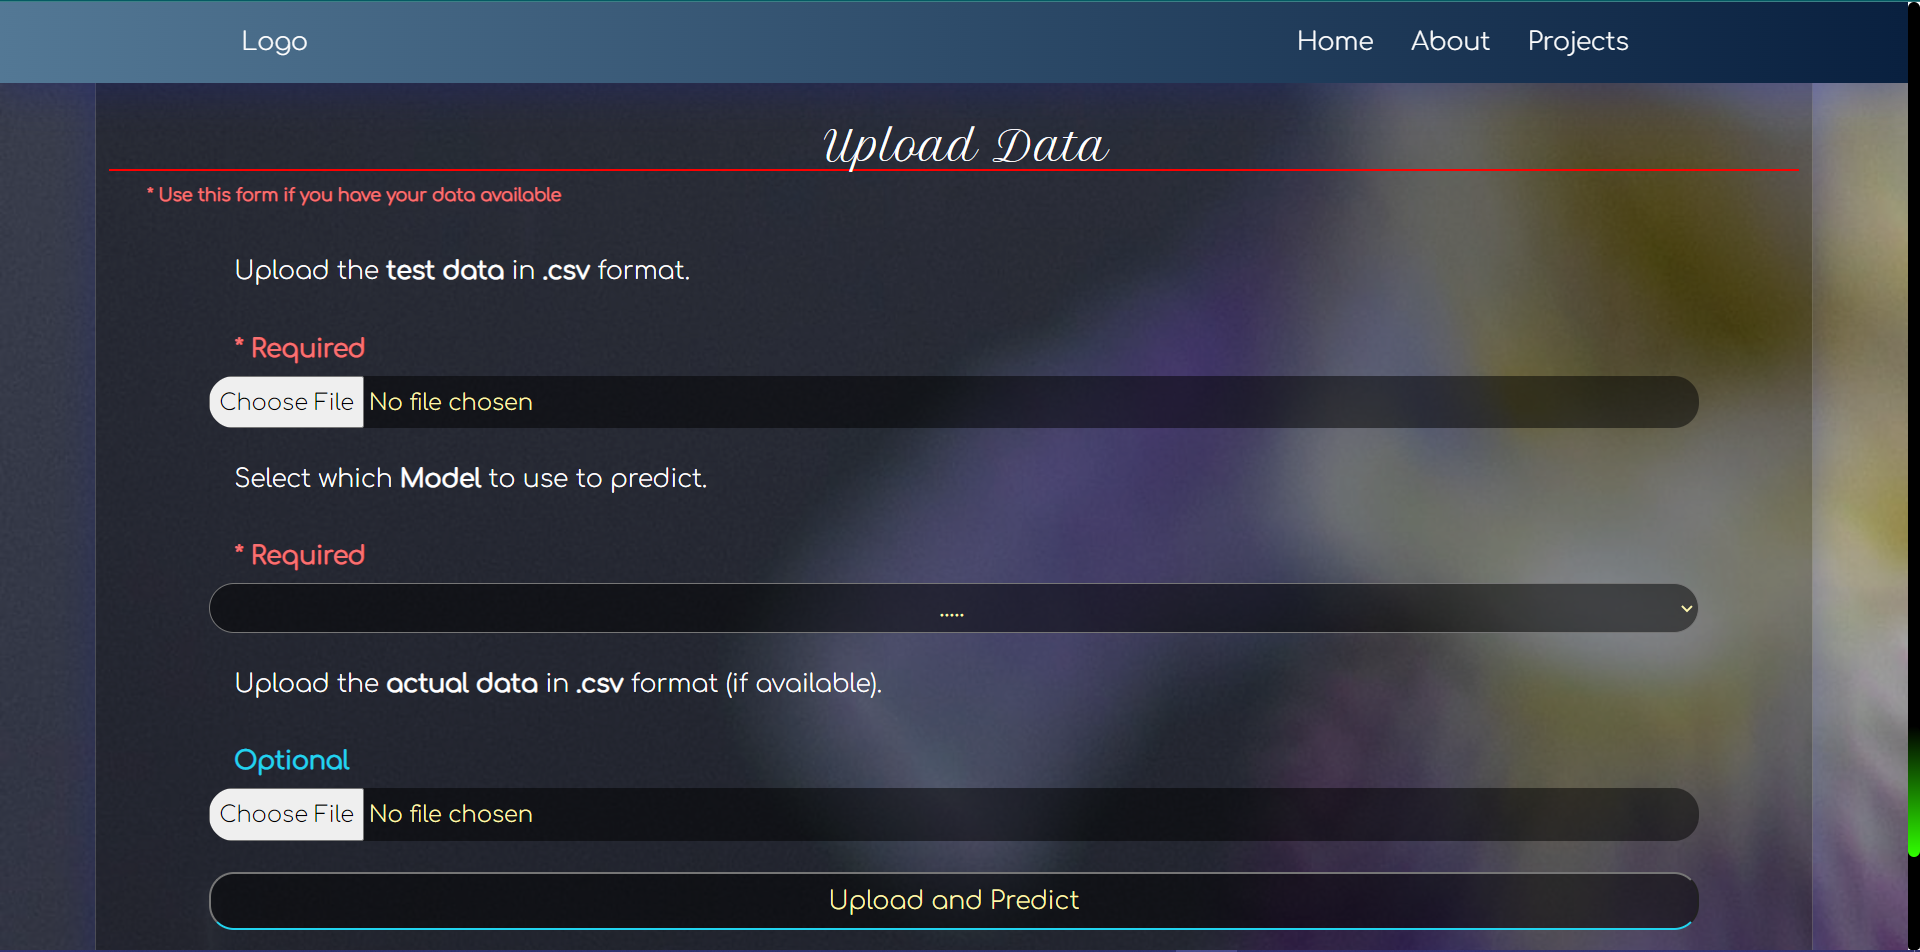 Logo
Home About Projects
Upload Data
* Use this form if you have your data available
Upload the test data in .csv format.
* Required
Choose File No file chosen
Select which Model to use to predict.
* Required
.....
Upload the actual data in .csv format (if available).
Optional
Choose File No file chosen
Upload and Predict